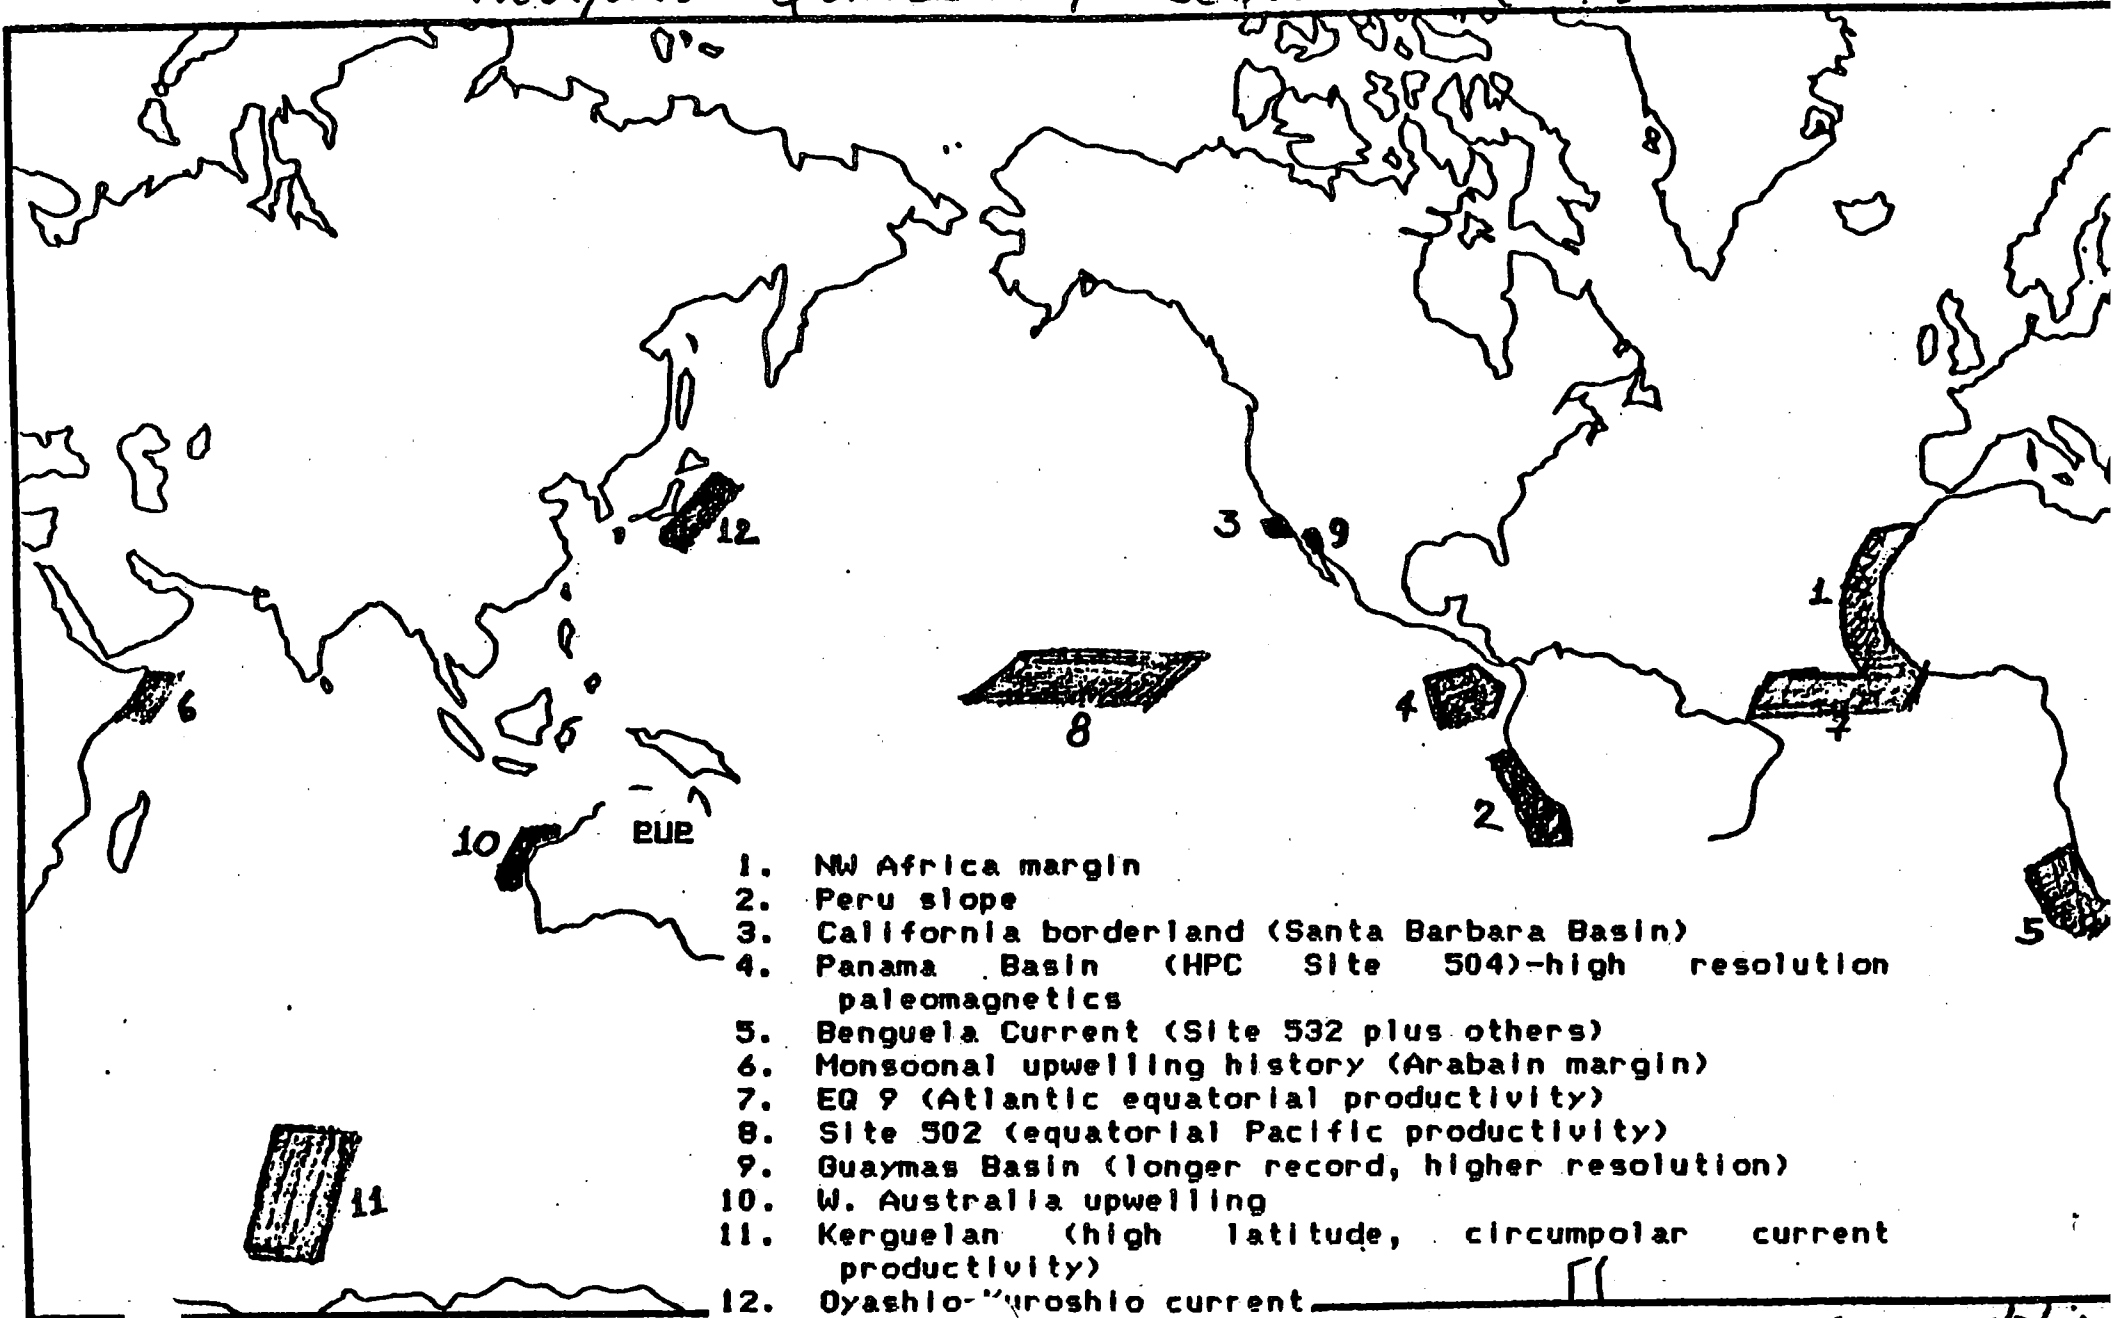 12
3
9
1
6
8
4
7
2
10
eue
5
11
1. NW Africa margin
2. Peru slope
3. California borderland (Santa Barbara Basin)
4. Panama Basin (HPC Site 504)-high resolution
paleomagnetics
5. Benguela Current (Site 532 plus others)
6. Monsoonal upwelling history (Arabain margin)
7. EQ 9 (Atlantic equatorial productivity)
8. Site 502 (equatorial Pacific productivity)
9. Guaymas Basin (longer record, higher resolution)
10. W. Australia upwelling
11. Kerguelan (high latitude, circumpolar current
productivity)
12. Oyashio-Kuroshio current